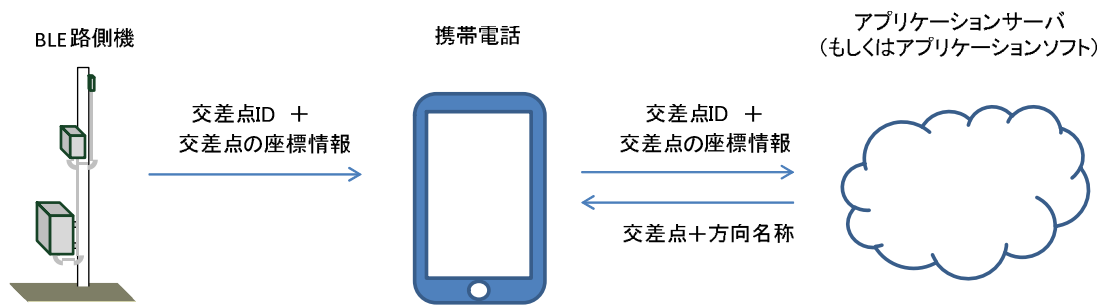 BLE路側機
携帯電話
アプリケーションサーバ
(もしくはアプリケーションソフト)
交差点ID ＋
交差点の座標情報
交差点ID ＋
交差点の座標情報
交差点＋方向名称